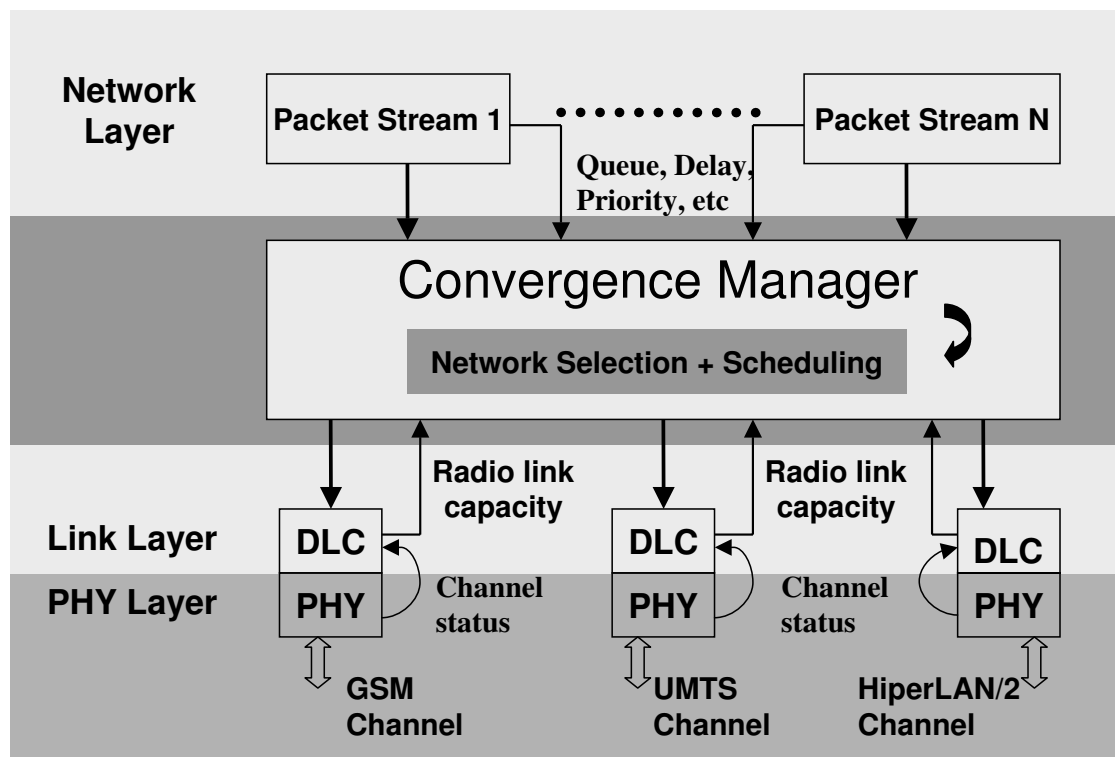 Network
Layer
Packet Stream 1
Packet Stream N
Queue, Delay,
Priority, etc
Convergence Manager
Network Selection + Scheduling
Radio link
capacity
Radio link
capacity
Link Layer
DLC
DLC
DLC
PHY Layer
PHY
Channel
status
PHY
Channel
status
PHY
GSM
Channel
UMTS
Channel
HiperLAN/2
Channel